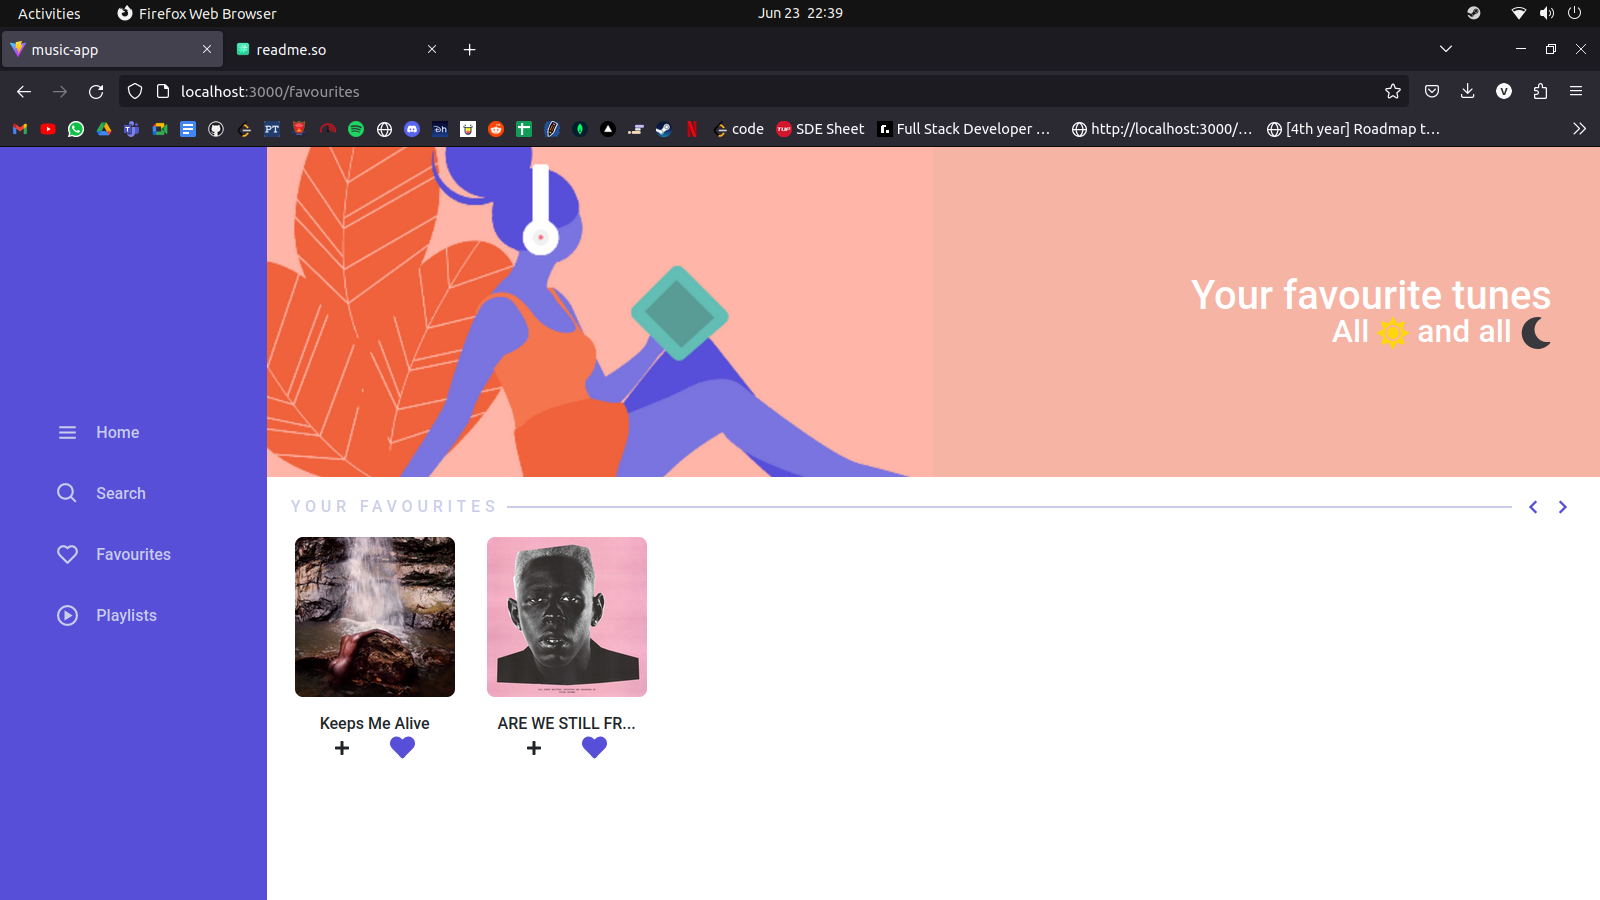 Activities
Firefox Web Browser
Jun 23 22:39
music-app
readme.so
localhost:3000/favourites
code
SDE Sheet
Full Stack Developer ...
http://localhost:3000/...
[4th year] Roadmap t...
Your favourite tunes
All and all
Home
Search
Favourites
Playlists
YOUR FAVOURITES
Keeps Me Alive
ARE WE STILL FR...